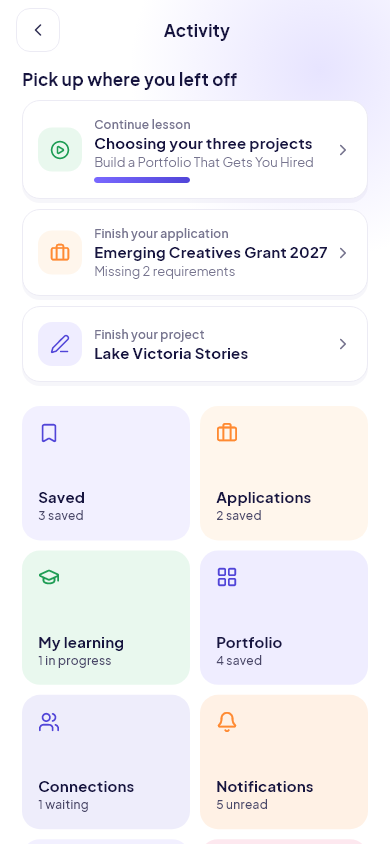 Activity
Pick up where you left off
Continue lesson
Choosing your three projects
Build a Portfolio That Gets You Hired
Finish your application
Emerging Creatives Grant 2027
Missing 2 requirements
Finish your project
Lake Victoria Stories
Saved
3 saved
Applications
2 saved
My learning
1 in progress
Portfolio
4 saved
Connections
1 waiting
Notifications
5 unread